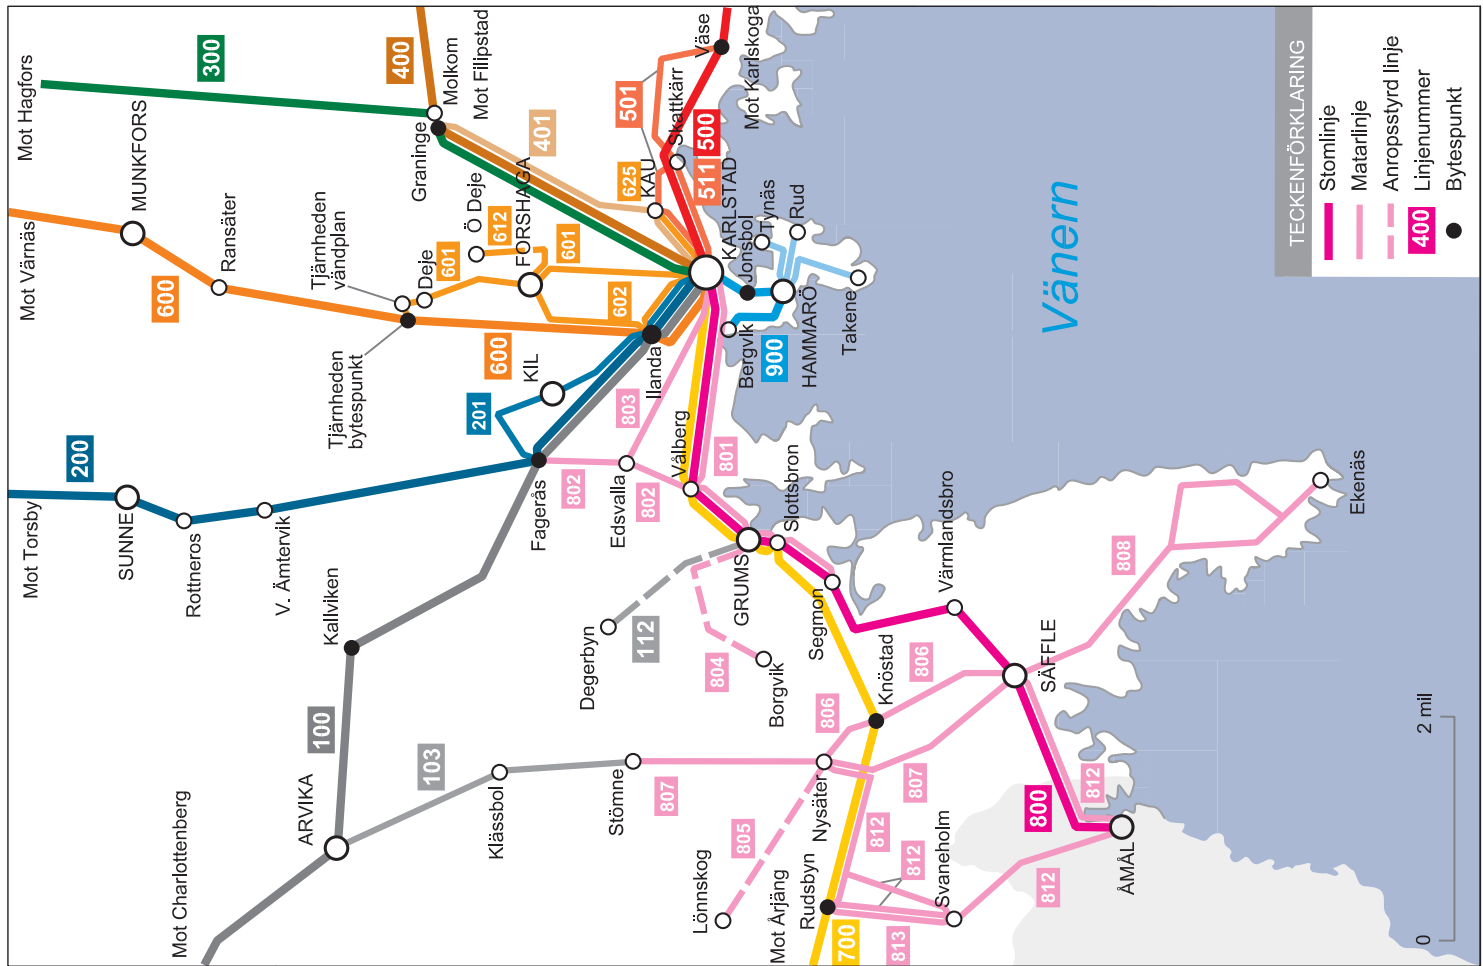 Mot Hagfors
MUNKFORS
Mot Värnäs
Ransäter
600
300
400
Molkom
Mot Filipstad
Graninge
401
Ö Deje
612
FORSHAGA
601
Tjärnheden
vändplan
Deje
601
602
600
Tjärnheden
bytespunkt
KIL
201
Ilanda
625
KAU
501
Skattkärr
Väse
Mot Karlskoga
500
511
KARLSTAD
Jonsbol
Tynäs
Rud
Bergvik
900
HAMMARÖ
Takene
Vänern
TECKENFÖRKLARING
Stomlinje
Matarlinje
Anropsstyrd linje
400
Linjenummer
Bytespunkt
200
Mot Torsby
SUNNE
Rottneros
V. Ämtervik
Fagerås
802
Edsvalla
802
803
Vålberg
801
Slottsbron
GRUMS
Segmon
Värmlandsbro
Kallviken
100
ARVIKA
Mot Charlottenberg
103
Klässbol
Stömne
807
Degerbyn
112
804
Borgvik
Knöstad
806
806
SÄFFLE
808
Ekenäs
Nysäter
807
805
Lönnskog
812
Rudsbyn
Mot Årjäng
700
813
812
Svaneholm
812
800
812
ÅMÅL
0
2 mil